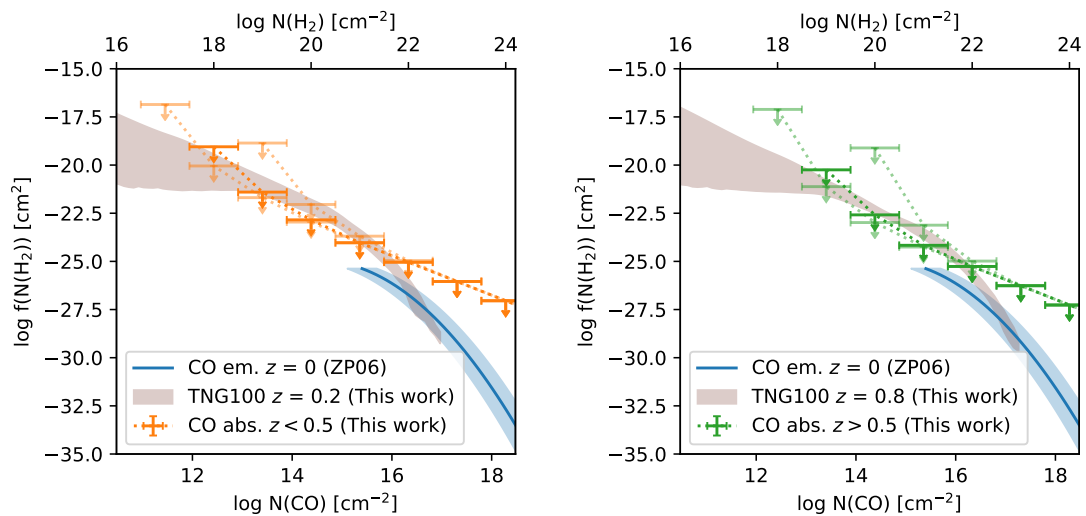 log N(H₂) [cm⁻²]
16 18 20 22 24
−15.0
−17.5
−20.0
−22.5
−25.0
−27.5
−30.0
−32.5
−35.0
log f(N(H₂)) [cm²]
CO em. z = 0 (ZP06)
TNG100 z = 0.2 (This work)
CO abs. z < 0.5 (This work)
12 14 16 18
log N(CO) [cm⁻²]
log N(H₂) [cm⁻²]
16 18 20 22 24
−15.0
−17.5
−20.0
−22.5
−25.0
−27.5
−30.0
−32.5
−35.0
log f(N(H₂)) [cm²]
CO em. z = 0 (ZP06)
TNG100 z = 0.8 (This work)
CO abs. z > 0.5 (This work)
12 14 16 18
log N(CO) [cm⁻²]